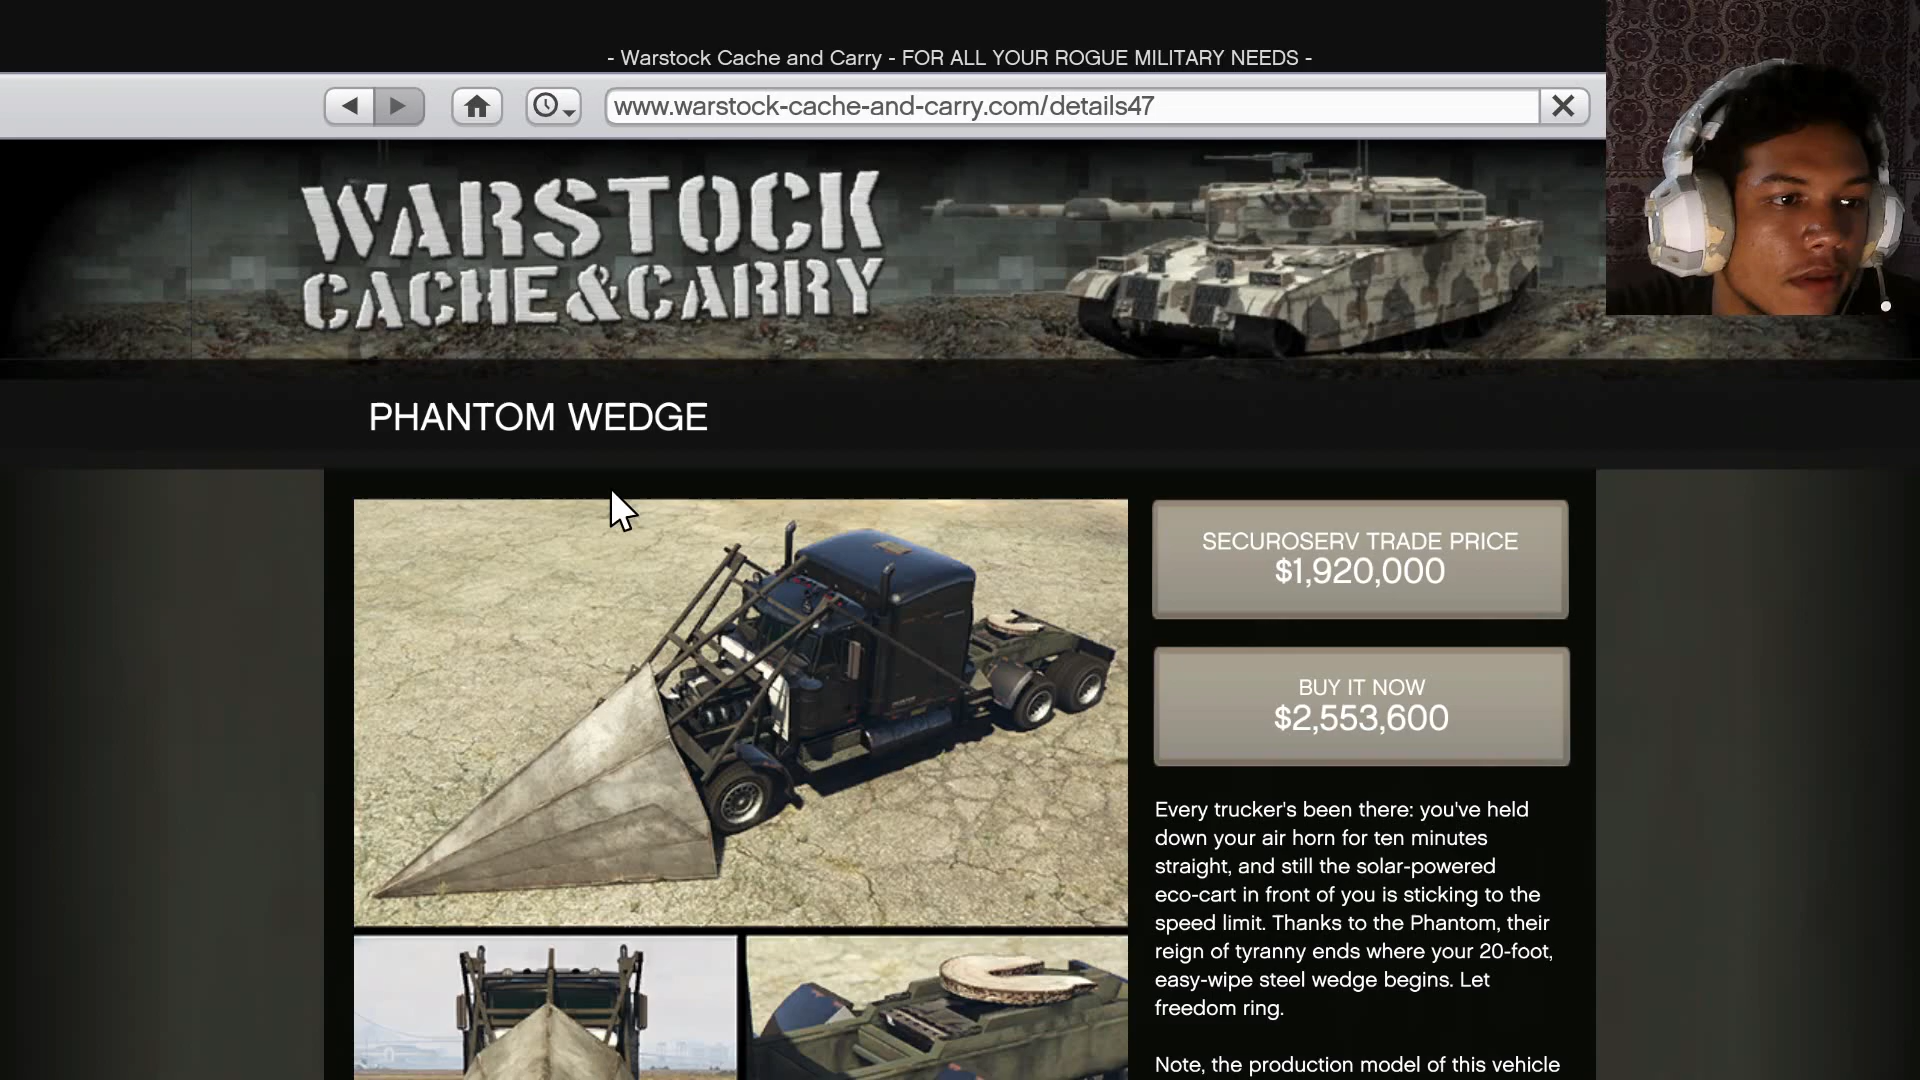 - Warstock Cache and Carry - FOR ALL YOUR ROGUE MILITARY NEEDS -
www.warstock-cache-and-carry.com/details47
WARSTOCK
CACHE & CARRY
PHANTOM WEDGE
SECUROSERV TRADE PRICE
$1,920,000
BUY IT NOW
$2,553,600
Every trucker's been there: you've held
down your air horn for ten minutes
straight, and still the solar-powered
eco-cart in front of you is sticking to the
speed limit. Thanks to the Phantom, their
reign of tyranny ends where your 20-foot,
easy-wipe steel wedge begins. Let
freedom ring.
Note, the production model of this vehicle